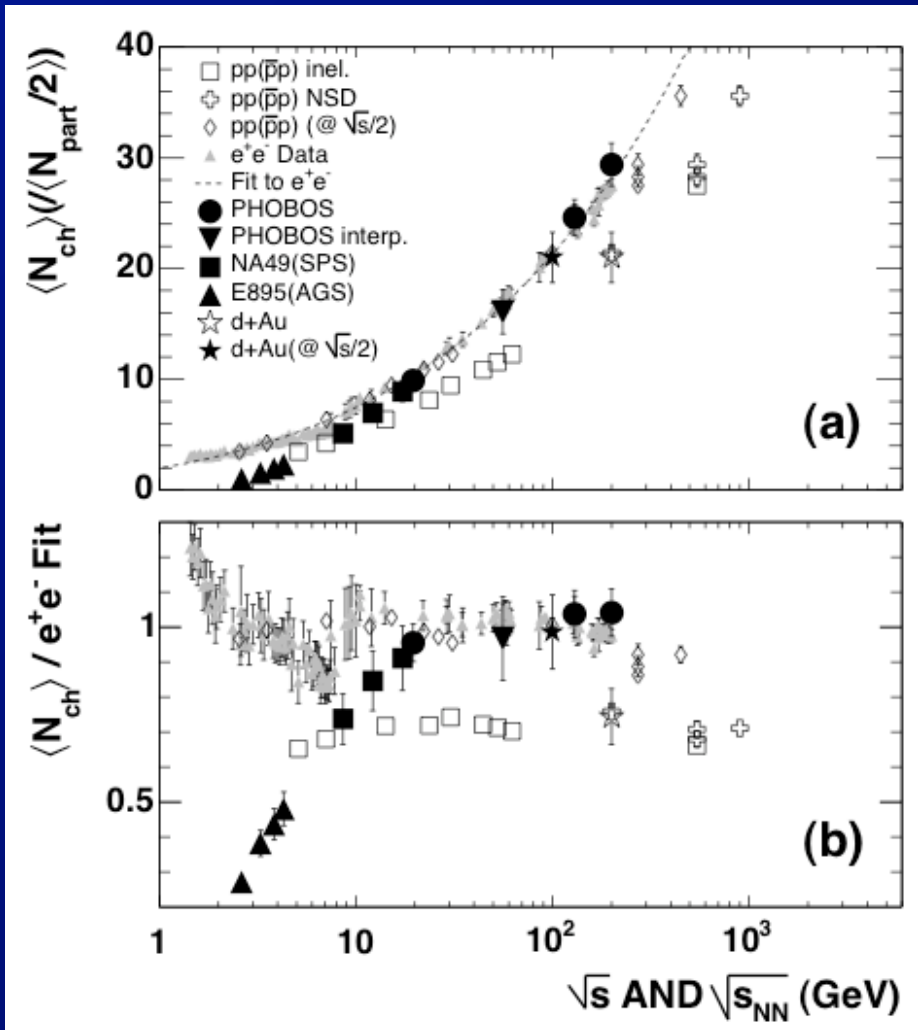 ⟨N_ch⟩(/⟨N_part/2⟩)
40
30
20
10
0
pp(p̅p) inel.
pp(p̅p) NSD
pp(p̅p) (@√s/2)
e⁺e⁻ Data
Fit to e⁺e⁻
PHOBOS
PHOBOS interp.
NA49(SPS)
E895(AGS)
d+Au
d+Au(@√s/2)
(a)
⟨N_ch⟩ / e⁺e⁻ Fit
1
0.5
(b)
1 10 10² 10³
√s AND √s_NN (GeV)